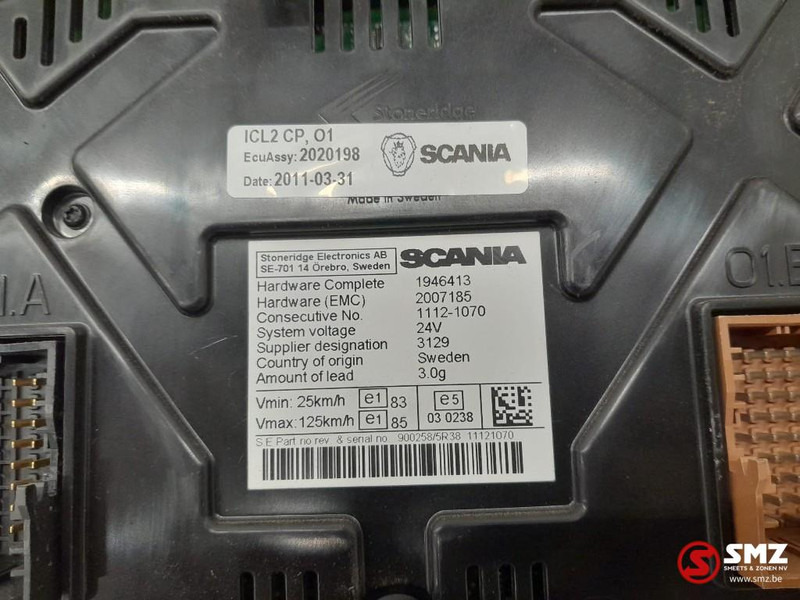 Stoneridge
ICL2 CP, O1
EcuAssy: 2020198
Date: 2011-03-31
SCANIA
Made in Sweden
Stoneridge Electronics AB
SE-701 14 Örebro, Sweden
SCANIA
Hardware Complete 1946413
Hardware (EMC) 2007185
Consecutive No. 1112-1070
System voltage 24V
Supplier designation 3129
Country of origin Sweden
Amount of lead 3.0g
Vmin: 25km/h e1 83
Vmax: 125km/h e1 85
e5
03 0238
S.E Part no rev. & serial no 900258/5R38 11121070
.A
O1.B
SMZ
SHEETS & ZONEN NV
www.smz.be